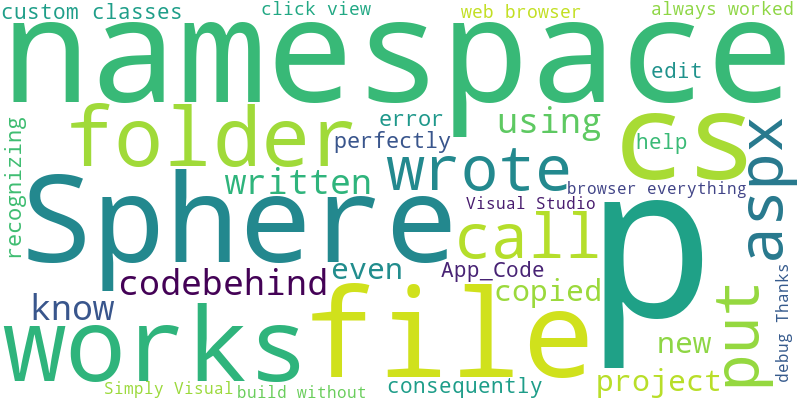 custom classes
click view
web browser
always worked
namespace
edit
folder
error
using
cs
perfectly
help
aspx
recognizing
written
wrote
browser everything
Sphere
Visual Studio
p
call
codebehind
even
App_Code
know
copied
works
file
put
debug
Thanks
new
project
Simply Visual
build without
consequently